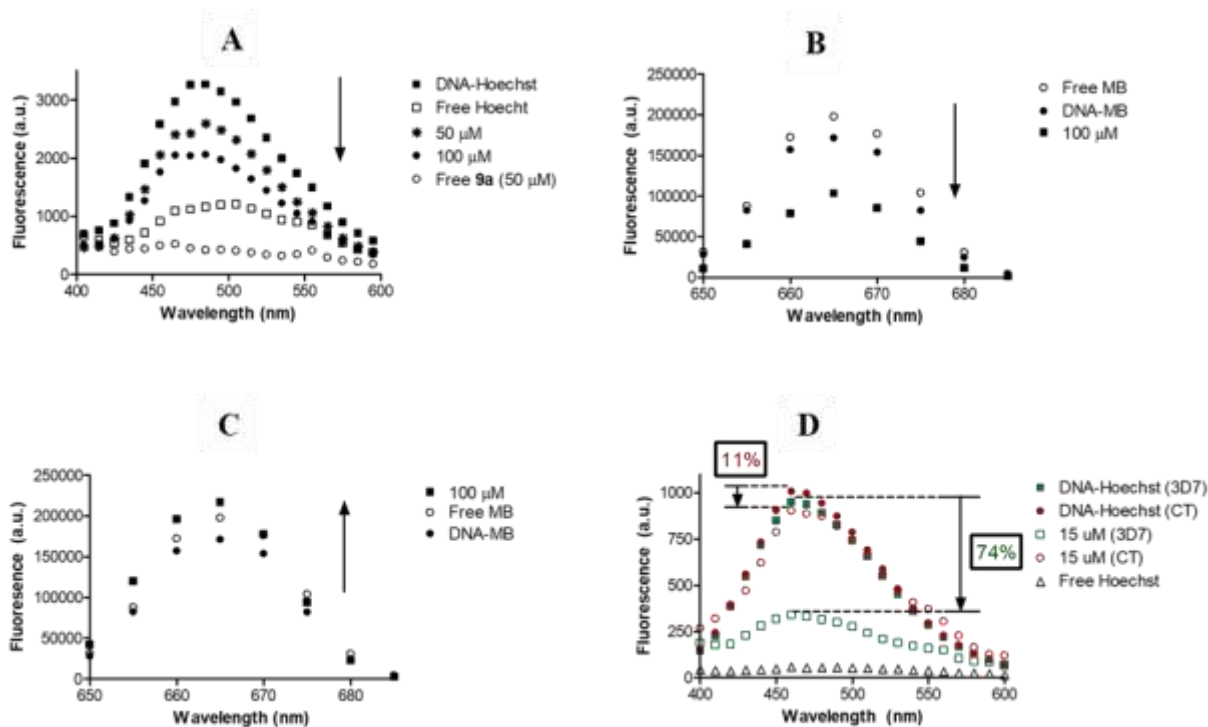 A
Fluorescence (a.u.)
3000
2000
1000
0
400
450
500
550
600
Wavelength (nm)
DNA-Hoechst
Free Hoecht
50 µM
100 µM
Free 9a (50 µM)
B
Fluorescence (a.u.)
250000
200000
150000
100000
50000
0
650
660
670
680
Wavelength (nm)
Free MB
DNA-MB
100 µM
C
Fluoresence (a.u.)
250000
200000
150000
100000
50000
0
650
660
670
680
Wavelength (nm)
100 µM
Free MB
DNA-MB
D
11%
74%
Fluorescence (a.u.)
1000
750
500
250
0
400
450
500
550
600
Wavelength (nm)
DNA-Hoechst (3D7)
DNA-Hoechst (CT)
15 uM (3D7)
15 uM (CT)
Free Hoechst